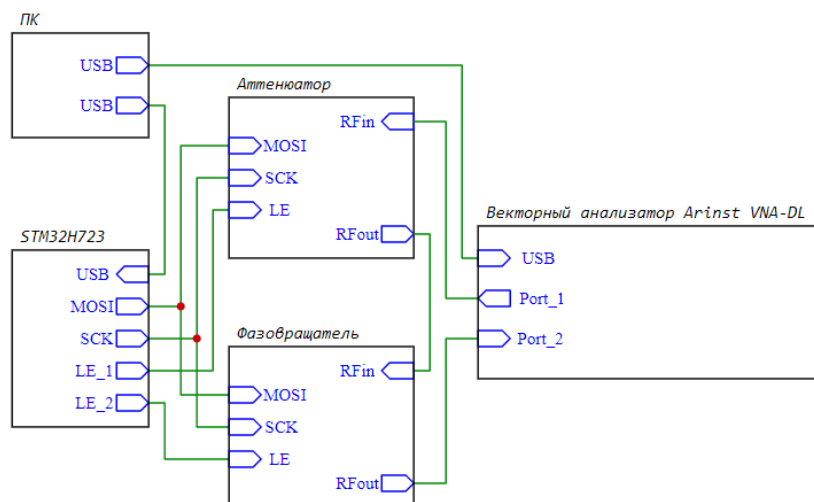 ПК
USB
USB
STM32H723
USB
MOSI
SCK
LE_1
LE_2
Аттенюатор
RFin
MOSI
SCK
LE
RFout
Фазовращатель
RFin
MOSI
SCK
LE
RFout
Векторный анализатор Arinst VNA-DL
USB
Port_1
Port_2